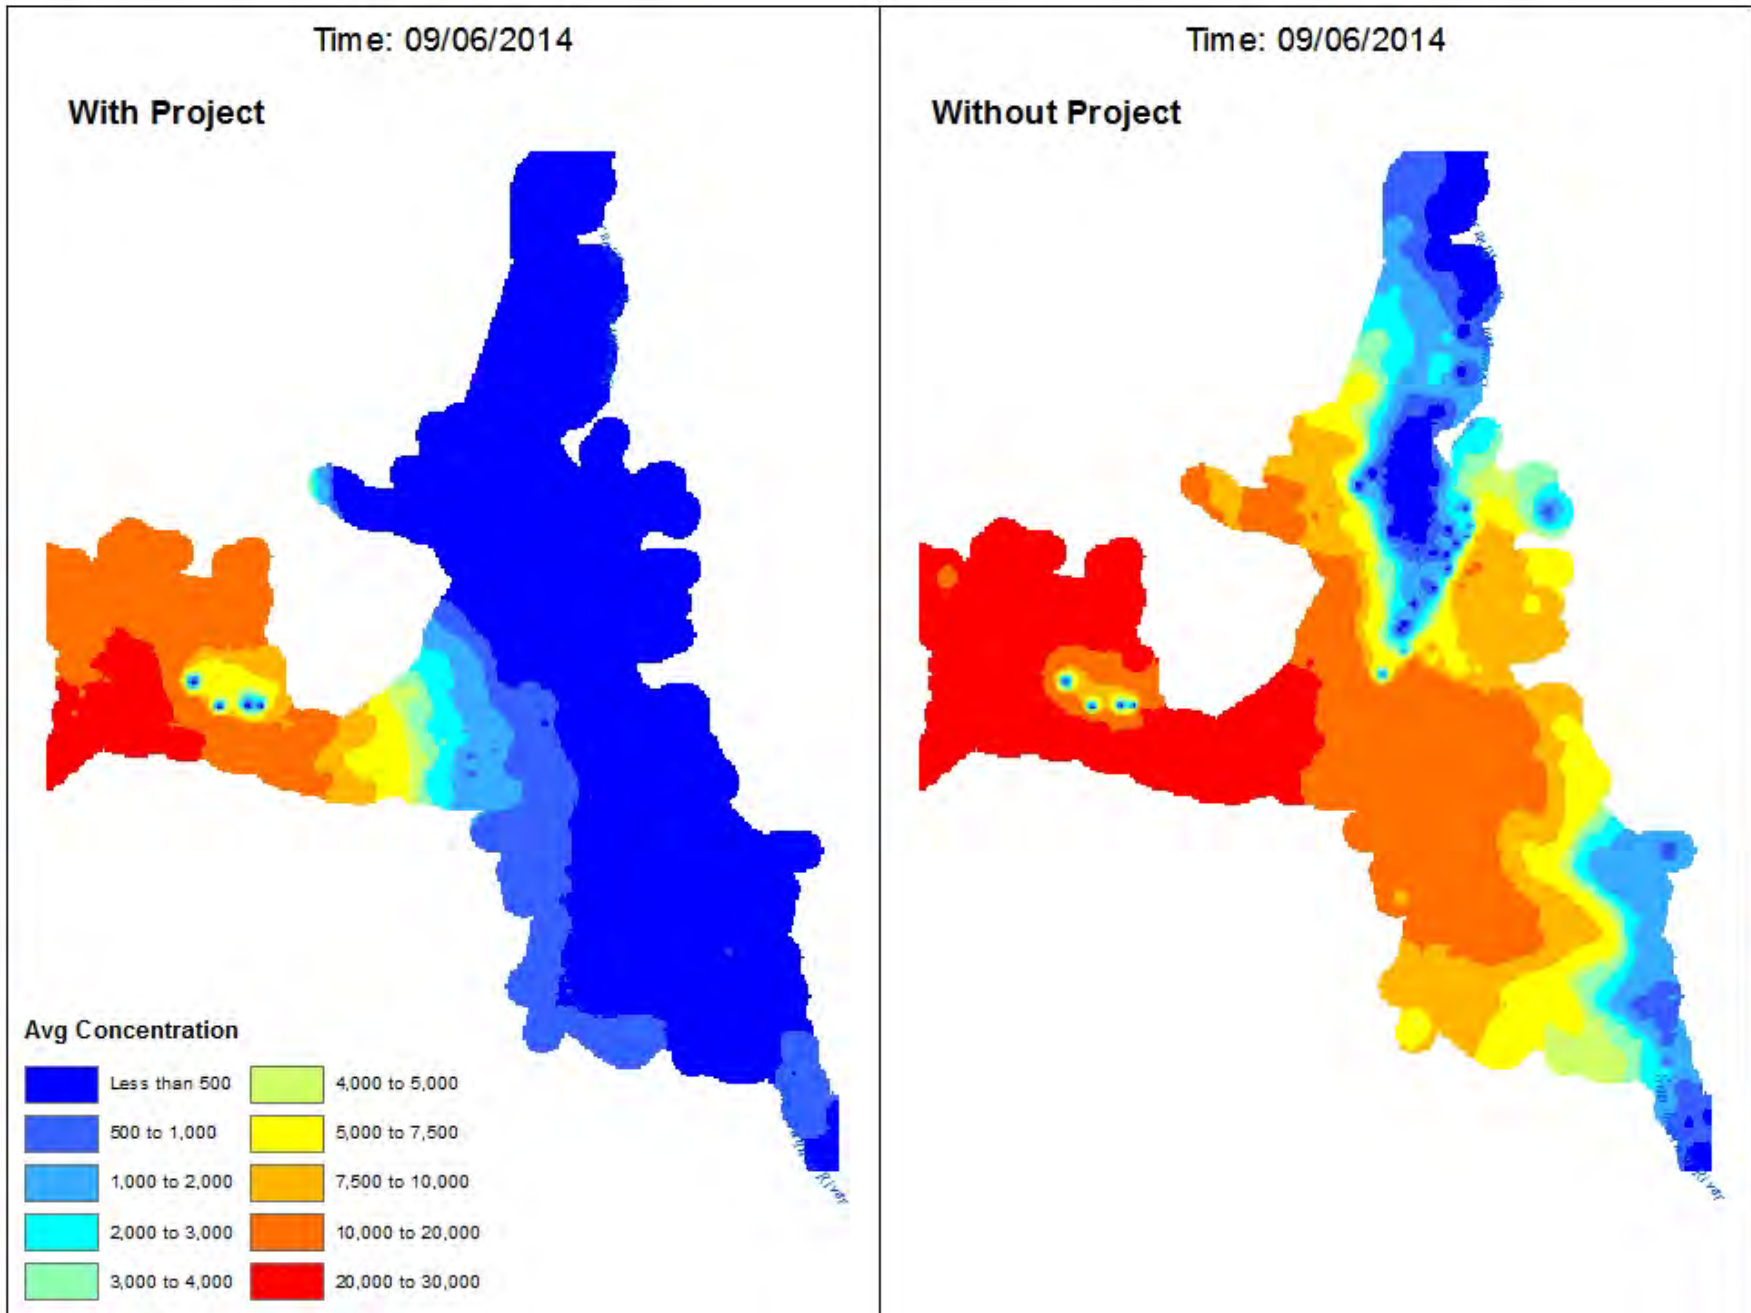 Time: 09/06/2014
With Project
Avg Concentration
Less than 500
500 to 1,000
1,000 to 2,000
2,000 to 3,000
3,000 to 4,000
4,000 to 5,000
5,000 to 7,500
7,500 to 10,000
10,000 to 20,000
20,000 to 30,000
River
Time: 09/06/2014
Without Project
River